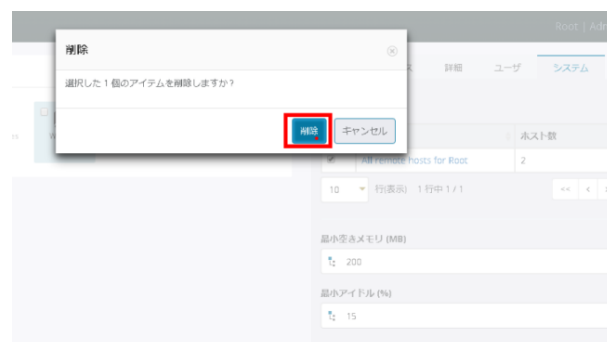 Root | Adm
削除
詳細 ユーザ システム
選択した 1 個のアイテムを削除しますか?
削除 キャンセル
ホスト数
All remote hosts for Root 2
10 行(表示) 1 行中 1 / 1 << <
最小空きメモリ (MB)
200
最小アイドル (%)
15